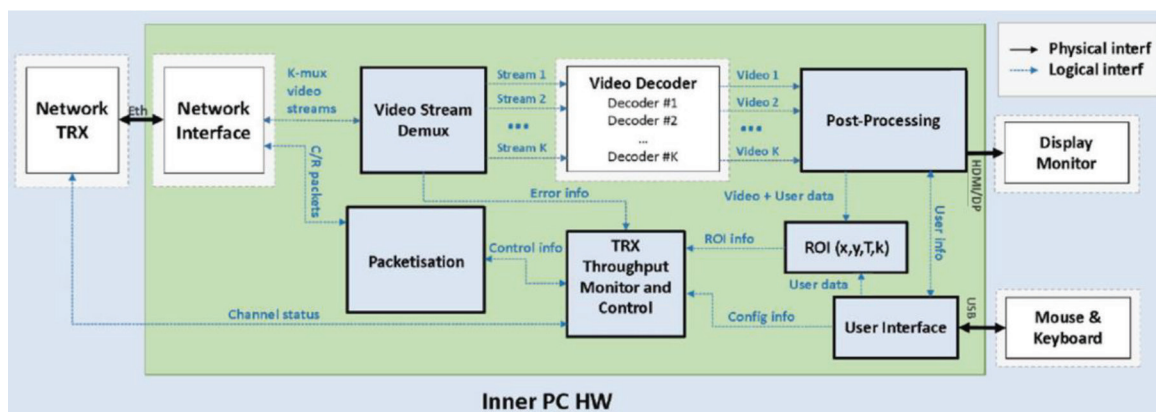 Physical interf
Logical interf
Network
TRX
Eth
Network
Interface
K-mux
video
streams
Video Stream
Demux
Stream 1
Stream 2
...
Stream K
Video Decoder
Decoder #1
Decoder #2
...
Decoder #K
Video 1
Video 2
...
Video K
Post-Processing
HDMI/DP
Display
Monitor
C/R packets
Error info
Video + User data
User info
Packetisation
Control info
TRX
Throughput
Monitor and
Control
ROI info
ROI (x,y,T,k)
User data
Channel status
Config info
User Interface
USB
Mouse &
Keyboard
Inner PC HW